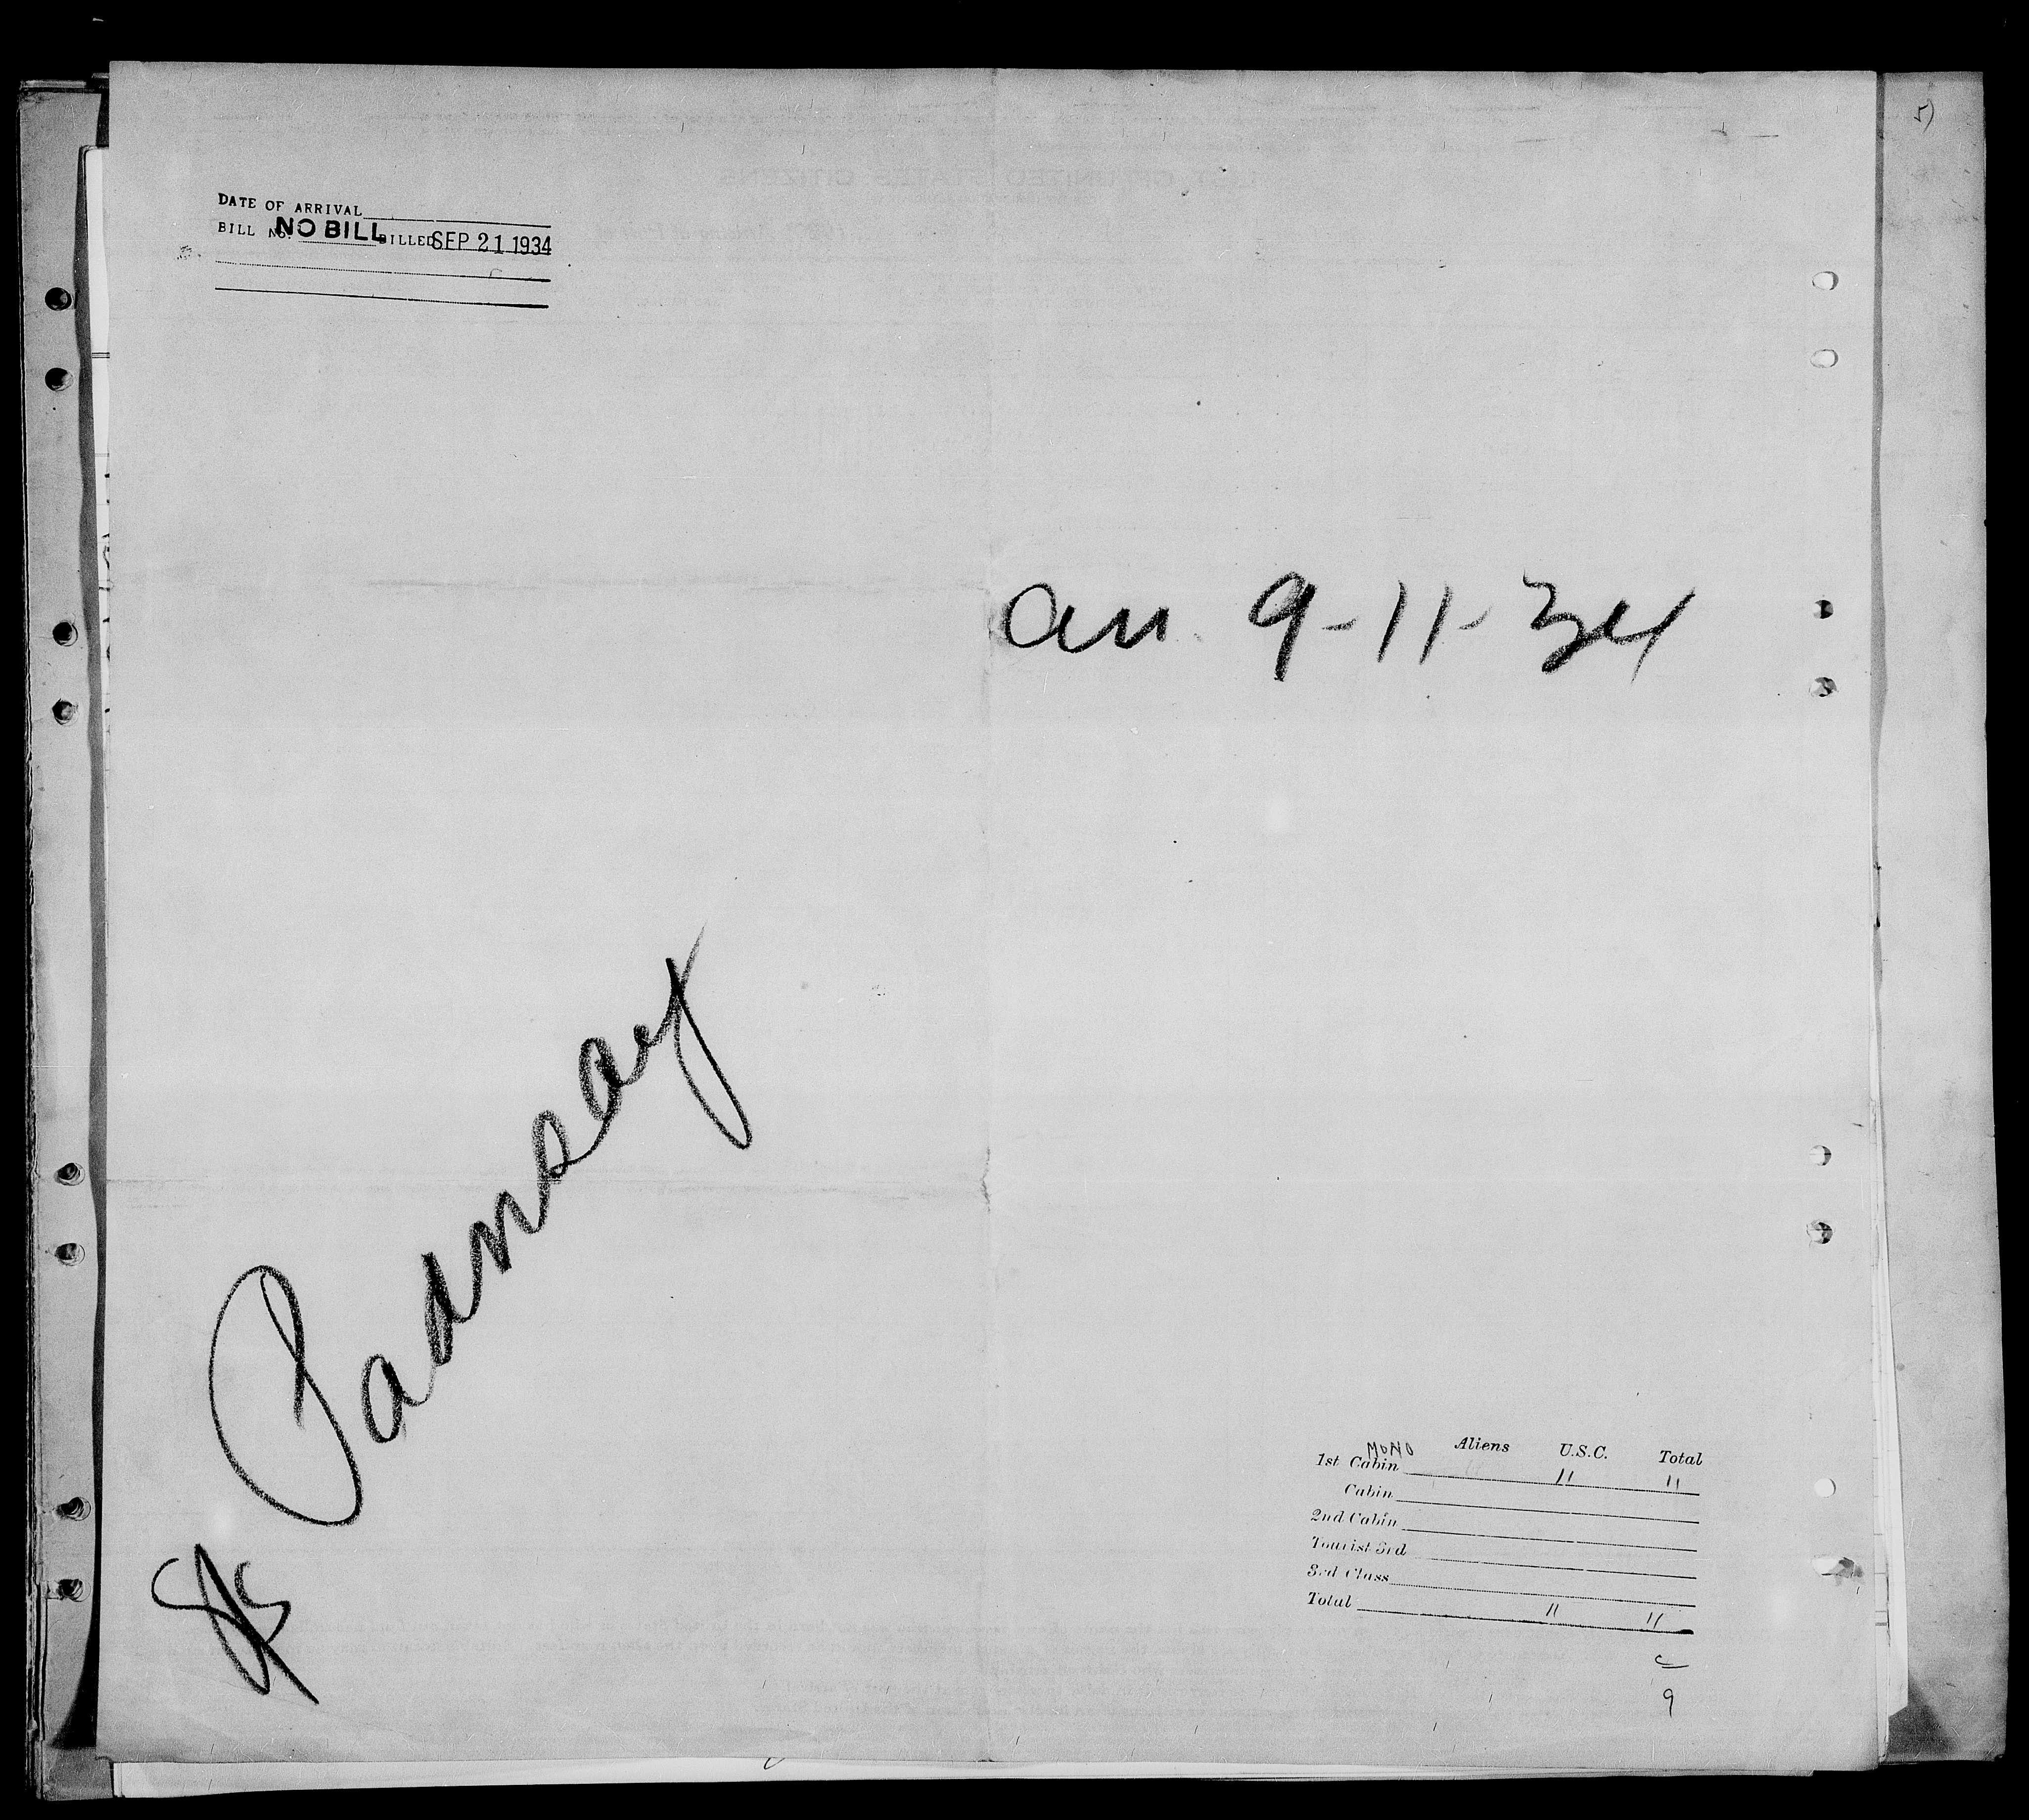 5)
DATE OF ARRIVAL
BILL NO. NO BILL BILLED SEP 21 1934
arr. 9-11-34
SS Padnsay
MONO Aliens U.S.C. Total
1st Cabin 11 11
Cabin
2nd Cabin
Tourist 3rd
3rd Class
Total 11 11
c
9